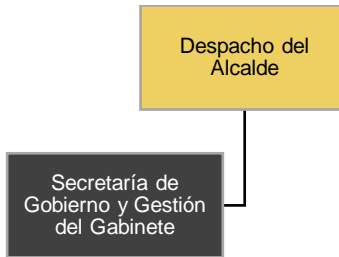 Despacho del
Alcalde
Secretaría de
Gobierno y Gestión
del Gabinete